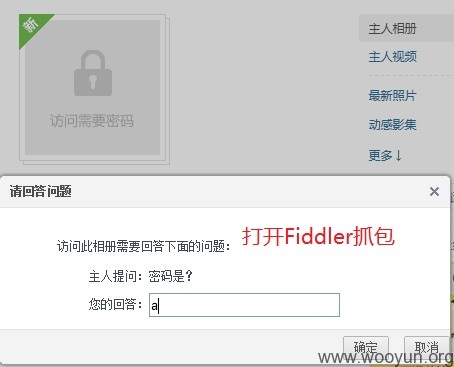 新
访问需要密码
主人相册
主人视频
最新照片
动感影集
更多↓
请回答问题
×
访问此相册需要回答下面的问题：
打开Fiddler抓包
主人提问：密码是？
您的回答：a
确定
取消
www.wooyun.org